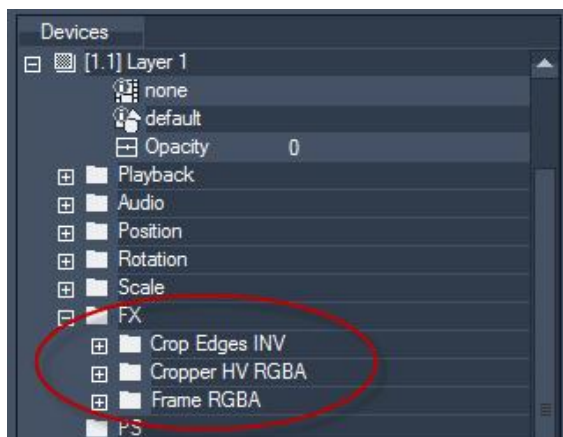 Devices
[1.1] Layer 1
none
default
Opacity 0
Playback
Audio
Position
Rotation
Scale
FX
Crop Edges INV
Cropper HV RGBA
Frame RGBA
PS